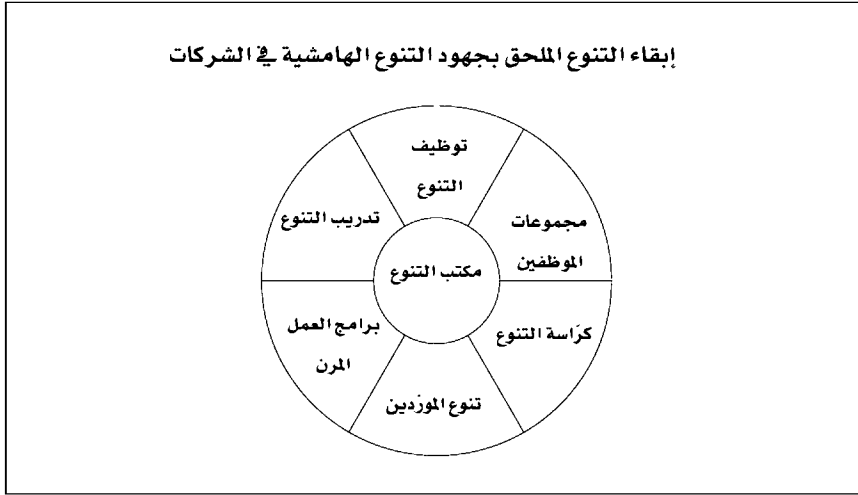 إبقاء التنوع الملحق بجهود التنوع الهامشية في الشركات
توظيف
التنوع
مجموعات
الموظفين
كرّاسة التنوع
تنوع الموردين
برامج العمل
المرن
تدريب التنوع
مكتب التنوع